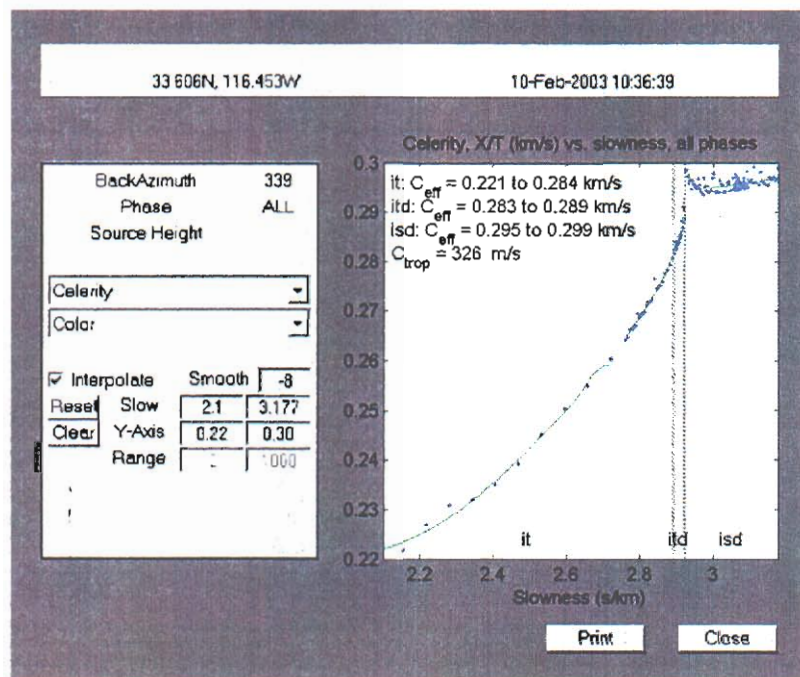 33 606N, 116.453W
10-Feb-2003 10:36:39
BackAzimuth 339
Phase ALL
Source Height
Celerity
Color
Interpolate Smooth -8
Reset Slow 2.1 3.177
Clear Y-Axis 0.22 0.30
Range 1000
Celerity, X/T (km/s) vs. slowness, all phases
it: Ceff = 0.221 to 0.284 km/s
itd: Ceff = 0.283 to 0.289 km/s
isd: Ceff = 0.295 to 0.299 km/s
Ctrop = 326 m/s
0.3
0.29
0.28
0.27
0.26
0.25
0.24
0.23
0.22
it itd isd
2.2 2.4 2.6 2.8 3
Slowness (s/km)
Print Close